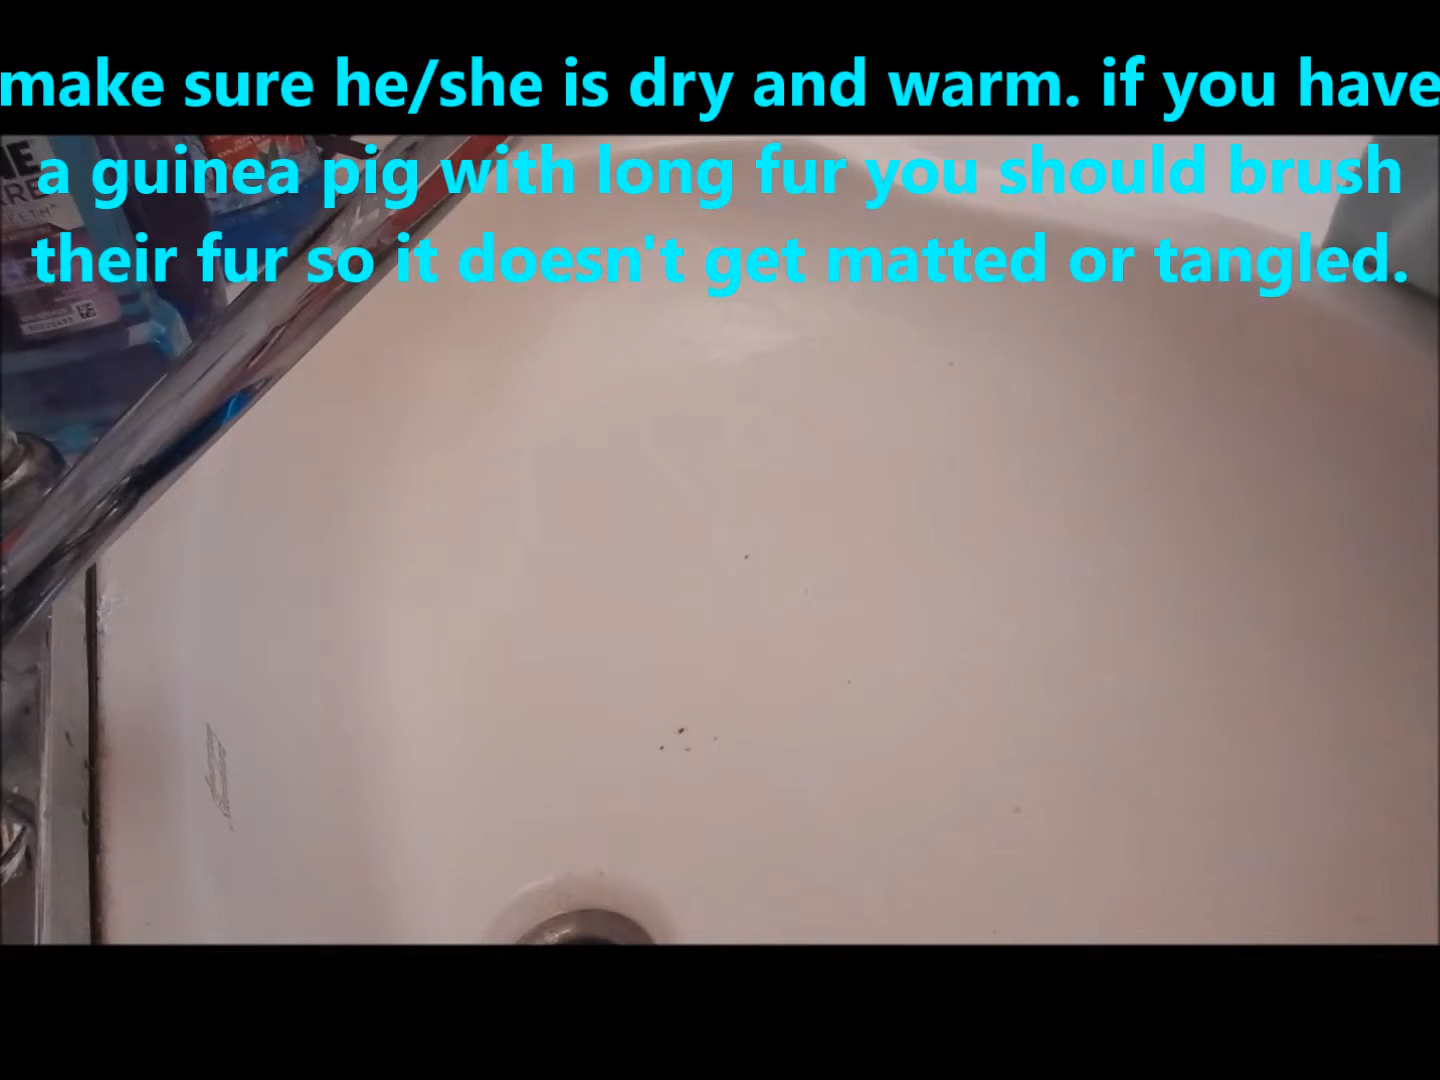 make sure he/she is dry and warm. if you have
a guinea pig with long fur you should brush
their fur so it doesn't get matted or tangled.